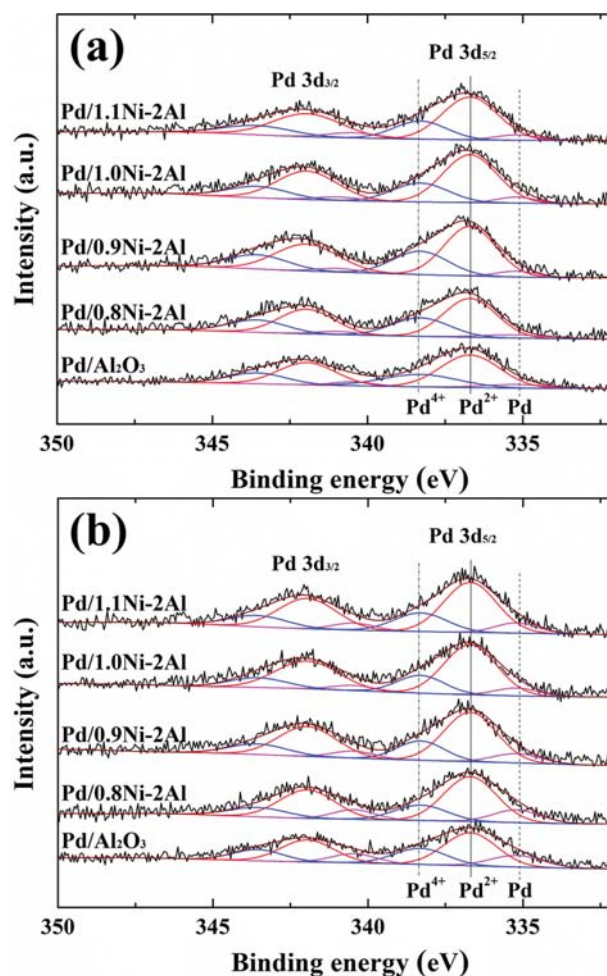 (a)
Pd 3d5/2
Pd 3d3/2
Pd/1.1Ni-2Al
Pd/1.0Ni-2Al
Pd/0.9Ni-2Al
Pd/0.8Ni-2Al
Pd/Al2O3
Pd4+ Pd2+ Pd
Intensity (a.u.)
350 345 340 335
Binding energy (eV)
(b)
Pd 3d5/2
Pd 3d3/2
Pd/1.1Ni-2Al
Pd/1.0Ni-2Al
Pd/0.9Ni-2Al
Pd/0.8Ni-2Al
Pd/Al2O3
Pd4+ Pd2+ Pd
Intensity (a.u.)
350 345 340 335
Binding energy (eV)